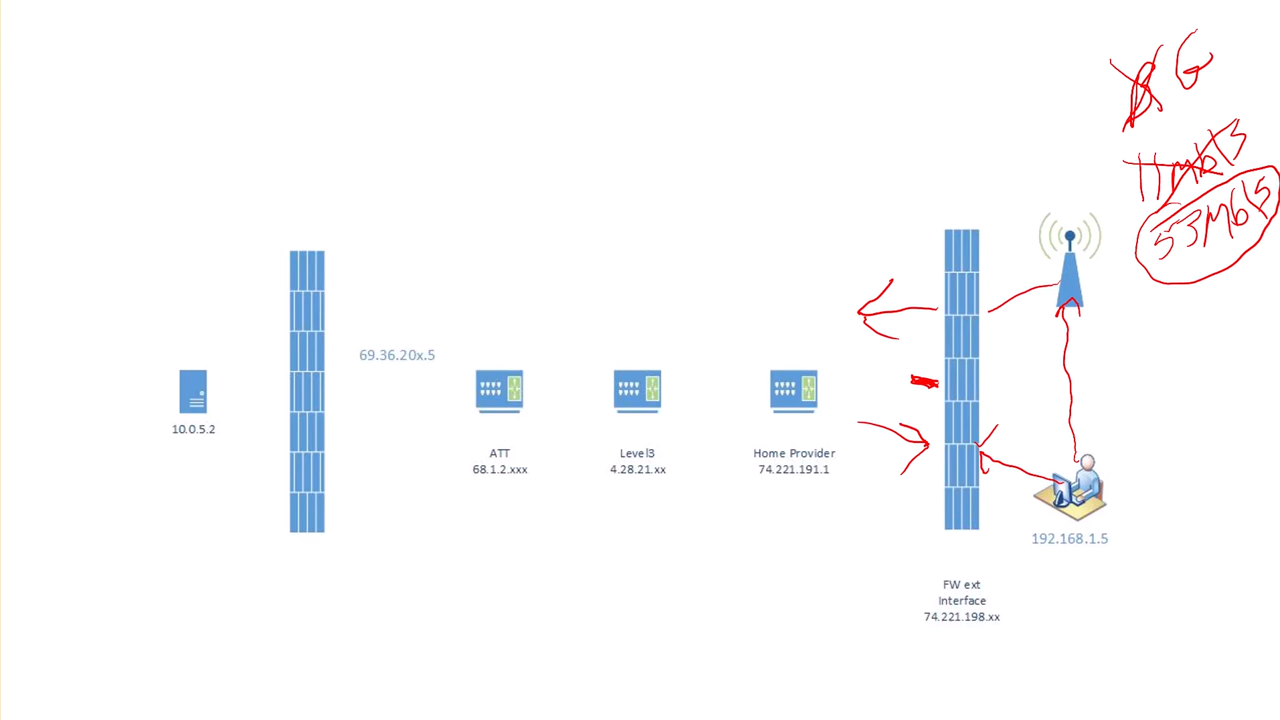 G
11Mb/s
53Mb/s
69.36.20x.5
10.0.5.2
ATT
68.1.2.xxx
Level3
4.28.21.xx
Home Provider
74.221.191.1
192.168.1.5
FW ext
Interface
74.221.198.xx